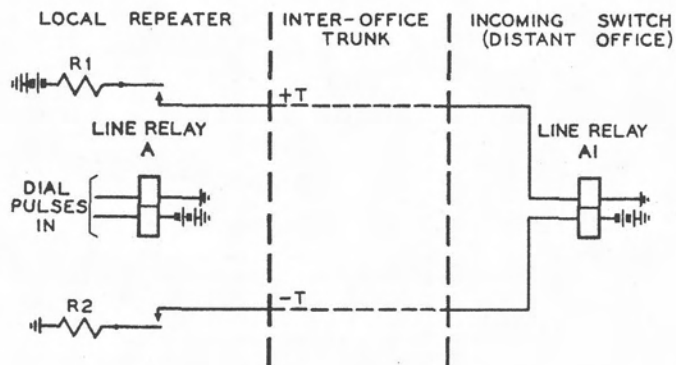 LOCAL REPEATER
INTER-OFFICE
TRUNK
INCOMING SWITCH
(DISTANT OFFICE)
R1
+T
LINE RELAY
A
LINE RELAY
A1
DIAL
PULSES
IN
R2
-T